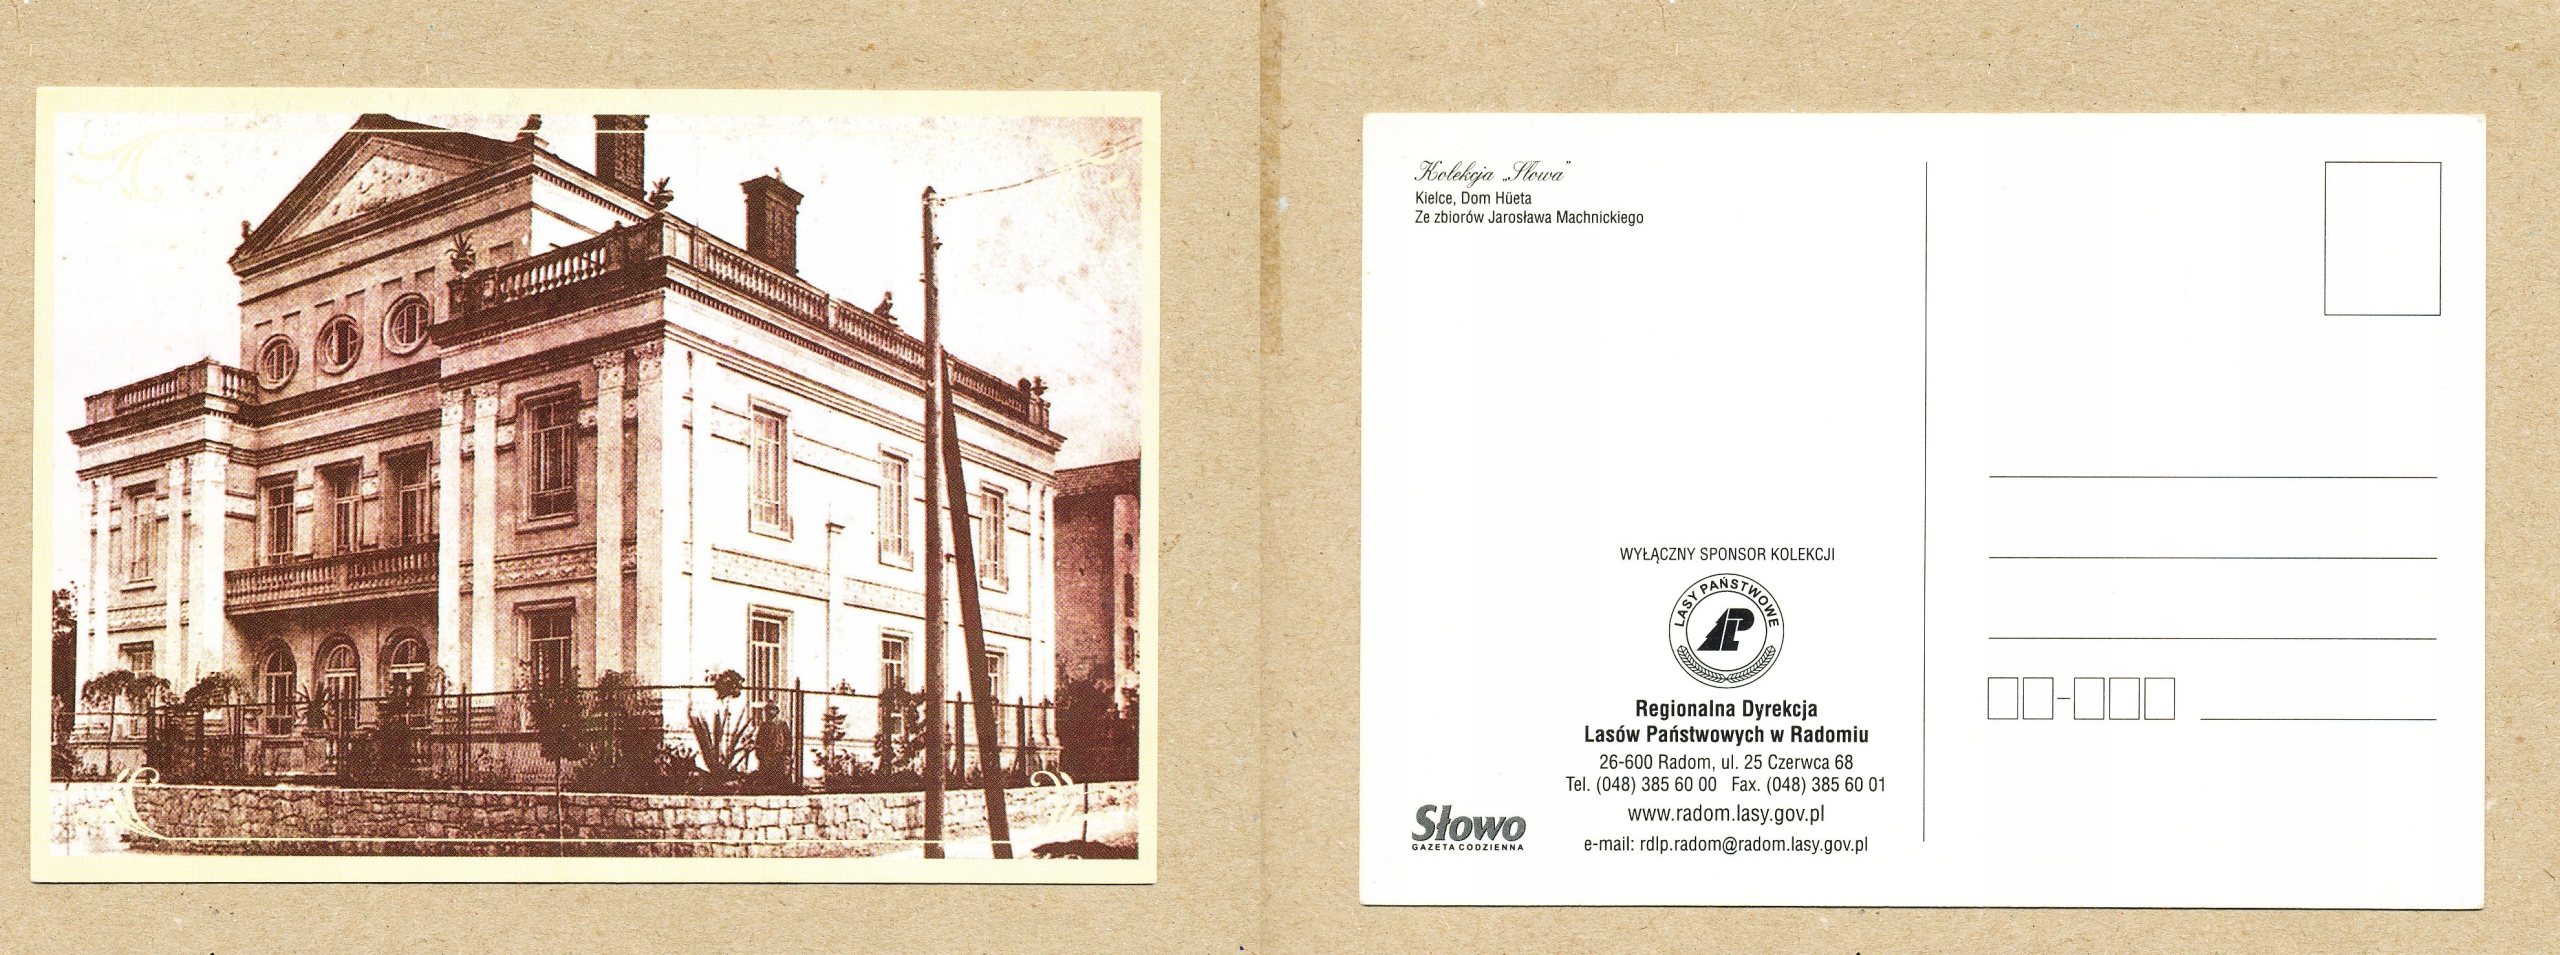 Kolekcja „Słowa”
Kielce, Dom Hüeta
Ze zbiorów Jarosława Machnickiego
WYŁĄCZNY SPONSOR KOLEKCJI
LASY PAŃSTWOWE
LP
Regionalna Dyrekcja
Lasów Państwowych w Radomiu
26-600 Radom, ul. 25 Czerwca 68
Tel. (048) 385 60 00 Fax. (048) 385 60 01
www.radom.lasy.gov.pl
e-mail: rdlp.radom@radom.lasy.gov.pl
Słowo
GAZETA CODZIENNA